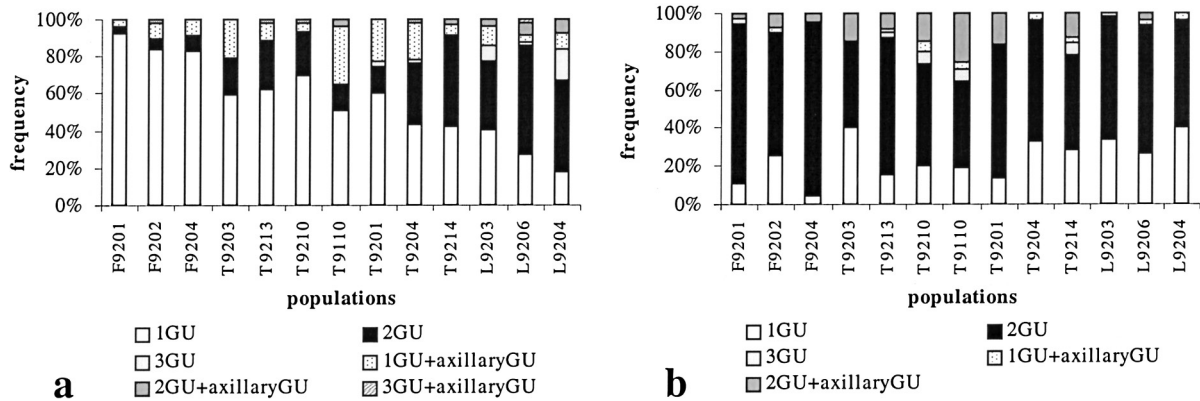 frequency
100%
80%
60%
40%
20%
0%
F9201 F9202 F9204 T9203 T9213 T9210 T9110 T9201 T9204 T9214 L9203 L9206 L9204
populations
1GU 2GU
3GU 1GU+axillaryGU
2GU+axillaryGU 3GU+axillaryGU
a
frequency
100%
80%
60%
40%
20%
0%
F9201 F9202 F9204 T9203 T9213 T9210 T9110 T9201 T9204 T9214 L9203 L9206 L9204
populations
1GU 2GU
3GU 1GU+axillaryGU
2GU+axillaryGU
b